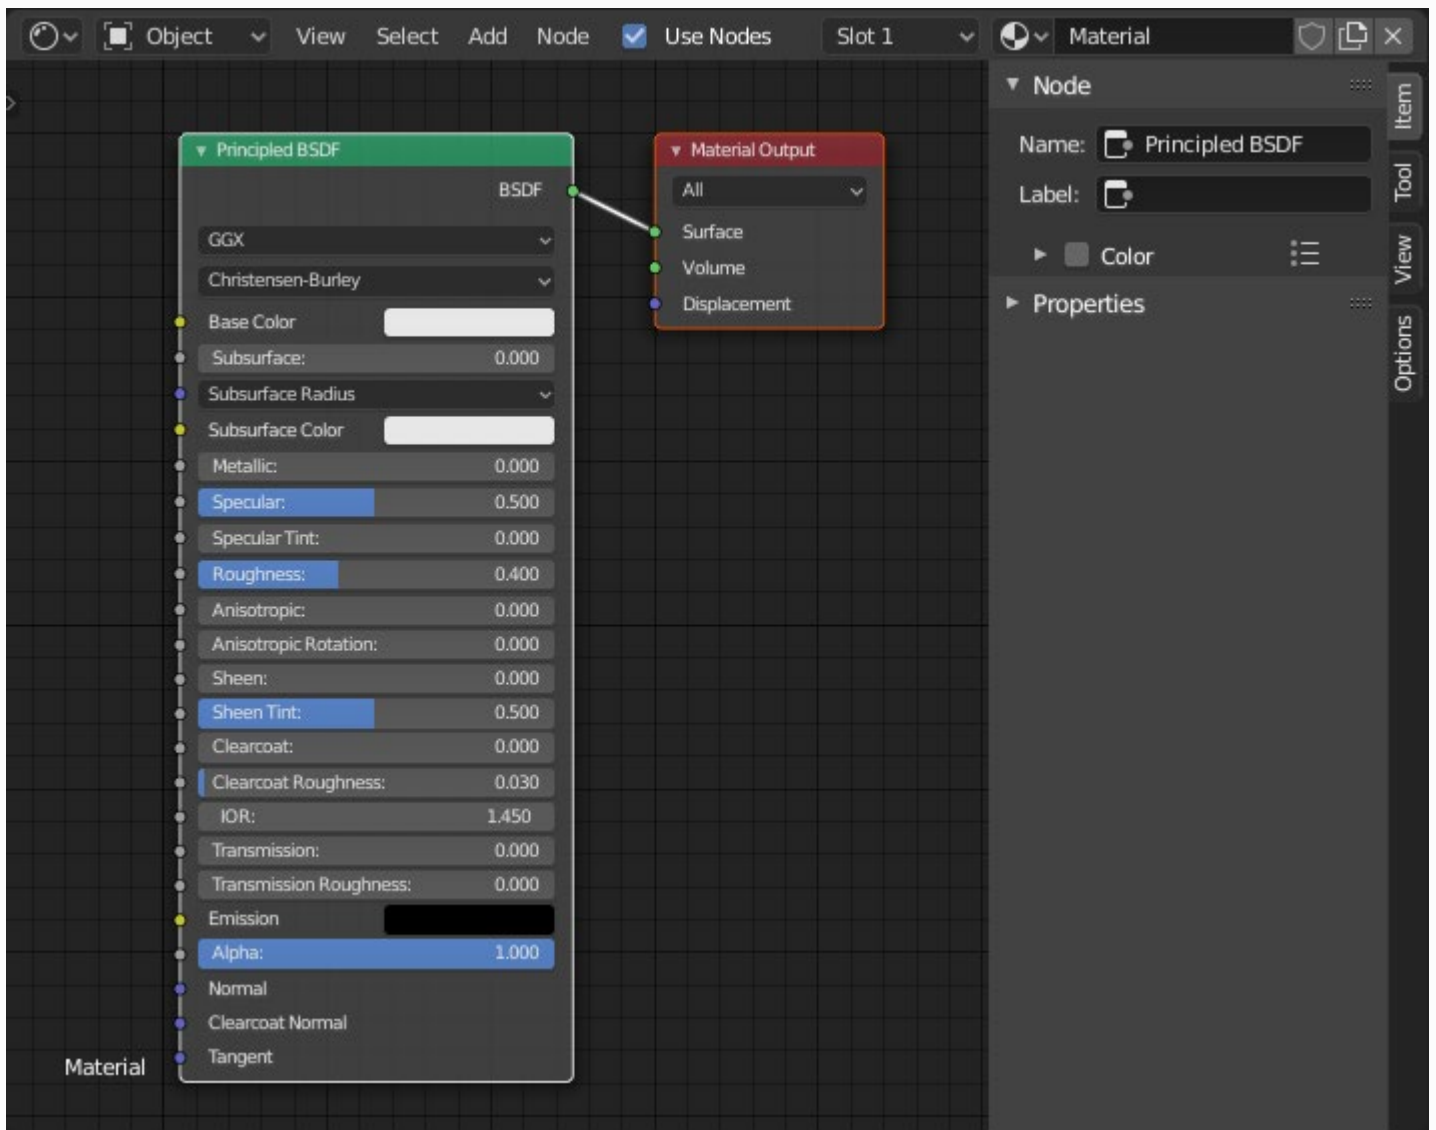 Object View Select Add Node Use Nodes Slot 1 Material
Node
Name: Principled BSDF
Label:
Color
Properties
Item
Tool
View
Options
Principled BSDF
BSDF
GGX
Christensen-Burley
Base Color
Subsurface: 0.000
Subsurface Radius
Subsurface Color
Metallic: 0.000
Specular: 0.500
Specular Tint: 0.000
Roughness: 0.400
Anisotropic: 0.000
Anisotropic Rotation: 0.000
Sheen: 0.000
Sheen Tint: 0.500
Clearcoat: 0.000
Clearcoat Roughness: 0.030
IOR: 1.450
Transmission: 0.000
Transmission Roughness: 0.000
Emission
Alpha: 1.000
Normal
Clearcoat Normal
Tangent
Material Output
All
Surface
Volume
Displacement
Material